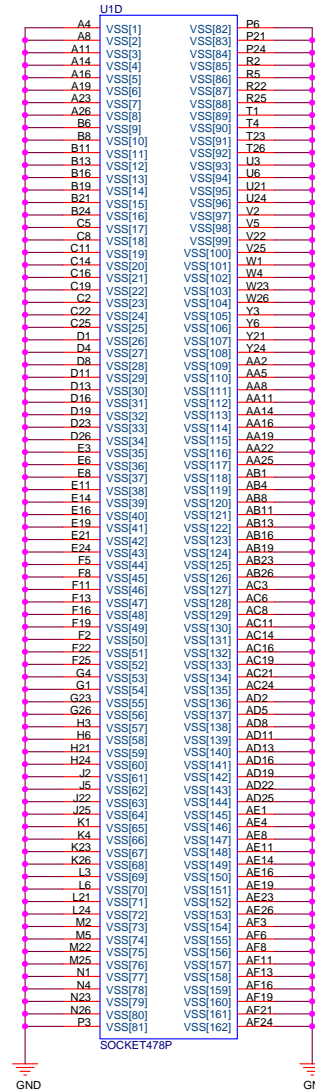 U1D
A4 VSS[1] VSS[82] P6
A8 VSS[2] VSS[83] P21
A11 VSS[3] VSS[84] P24
A14 VSS[4] VSS[85] R2
A16 VSS[5] VSS[86] R5
A19 VSS[6] VSS[87] R22
A23 VSS[7] VSS[88] R25
A26 VSS[8] VSS[89] T1
B6 VSS[9] VSS[90] T4
B8 VSS[10] VSS[91] T23
B11 VSS[11] VSS[92] T26
B13 VSS[12] VSS[93] U3
B16 VSS[13] VSS[94] U6
B19 VSS[14] VSS[95] U21
B21 VSS[15] VSS[96] U24
B24 VSS[16] VSS[97] V2
C5 VSS[17] VSS[98] V5
C8 VSS[18] VSS[99] V22
C11 VSS[19] VSS[100] V25
C14 VSS[20] VSS[101] W1
C16 VSS[21] VSS[102] W4
C19 VSS[22] VSS[103] W23
C2 VSS[23] VSS[104] W26
C22 VSS[24] VSS[105] Y3
C25 VSS[25] VSS[106] Y6
D1 VSS[26] VSS[107] Y21
D4 VSS[27] VSS[108] Y24
D8 VSS[28] VSS[109] AA2
D11 VSS[29] VSS[110] AA5
D13 VSS[30] VSS[111] AA8
D16 VSS[31] VSS[112] AA11
D19 VSS[32] VSS[113] AA14
D23 VSS[33] VSS[114] AA16
D26 VSS[34] VSS[115] AA19
E3 VSS[35] VSS[116] AA22
E6 VSS[36] VSS[117] AA25
E8 VSS[37] VSS[118] AB1
E11 VSS[38] VSS[119] AB4
E14 VSS[39] VSS[120] AB8
E16 VSS[40] VSS[121] AB11
E19 VSS[41] VSS[122] AB13
E21 VSS[42] VSS[123] AB16
E24 VSS[43] VSS[124] AB19
F5 VSS[44] VSS[125] AB23
F8 VSS[45] VSS[126] AB26
F11 VSS[46] VSS[127] AC3
F13 VSS[47] VSS[128] AC6
F16 VSS[48] VSS[129] AC8
F19 VSS[49] VSS[130] AC11
F2 VSS[50] VSS[131] AC14
F22 VSS[51] VSS[132] AC16
F25 VSS[52] VSS[133] AC19
G4 VSS[53] VSS[134] AC21
G1 VSS[54] VSS[135] AC24
G23 VSS[55] VSS[136] AD2
G26 VSS[56] VSS[137] AD5
H3 VSS[57] VSS[138] AD8
H6 VSS[58] VSS[139] AD11
H21 VSS[59] VSS[140] AD13
H24 VSS[60] VSS[141] AD16
J2 VSS[61] VSS[142] AD19
J5 VSS[62] VSS[143] AD22
J22 VSS[63] VSS[144] AD25
J25 VSS[64] VSS[145] AE1
K1 VSS[65] VSS[146] AE4
K4 VSS[66] VSS[147] AE8
K23 VSS[67] VSS[148] AE11
K26 VSS[68] VSS[149] AE14
L3 VSS[69] VSS[150] AE16
L6 VSS[70] VSS[151] AE19
L21 VSS[71] VSS[152] AE23
L24 VSS[72] VSS[153] AE26
M2 VSS[73] VSS[154] AF3
M5 VSS[74] VSS[155] AF6
M22 VSS[75] VSS[156] AF8
M25 VSS[76] VSS[157] AF11
N1 VSS[77] VSS[158] AF13
N4 VSS[78] VSS[159] AF16
N23 VSS[79] VSS[160] AF19
N26 VSS[80] VSS[161] AF21
P3 VSS[81] VSS[162] AF24
SOCKET478P
GND